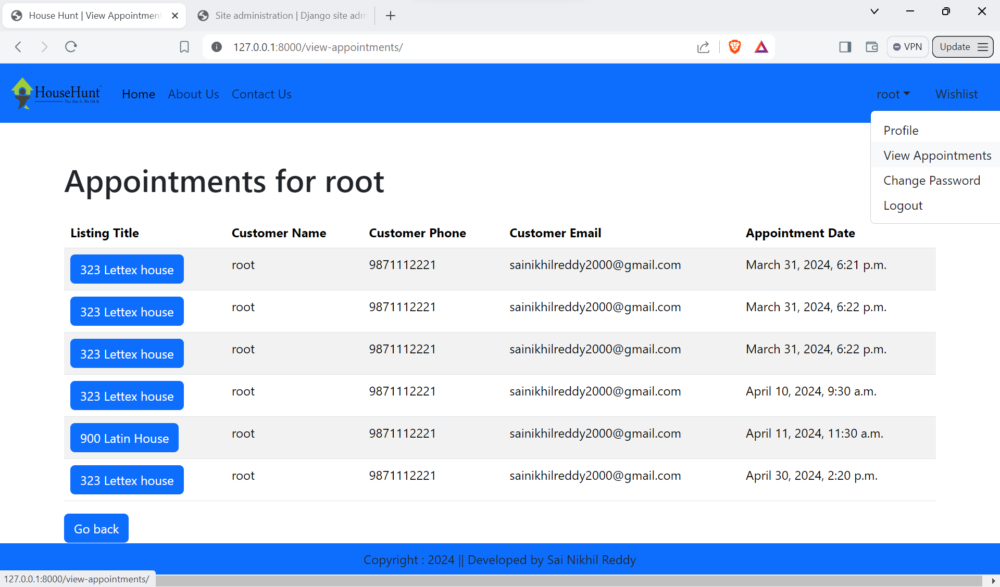 House Hunt | View Appointment
Site administration | Django site adm
127.0.0.1:8000/view-appointments/
VPN
Update
HouseHunt
You Aim It, We Hit It
Home
About Us
Contact Us
root
Wishlist
Profile
View Appointments
Change Password
Logout
Appointments for root
Listing Title Customer Name Customer Phone Customer Email Appointment Date
323 Lettex house root 9871112221 sainikhilreddy2000@gmail.com March 31, 2024, 6:21 p.m.
323 Lettex house root 9871112221 sainikhilreddy2000@gmail.com March 31, 2024, 6:22 p.m.
323 Lettex house root 9871112221 sainikhilreddy2000@gmail.com March 31, 2024, 6:22 p.m.
323 Lettex house root 9871112221 sainikhilreddy2000@gmail.com April 10, 2024, 9:30 a.m.
900 Latin House root 9871112221 sainikhilreddy2000@gmail.com April 11, 2024, 11:30 a.m.
323 Lettex house root 9871112221 sainikhilreddy2000@gmail.com April 30, 2024, 2:20 p.m.
Go back
Copyright : 2024 || Developed by Sai Nikhil Reddy
127.0.0.1:8000/view-appointments/